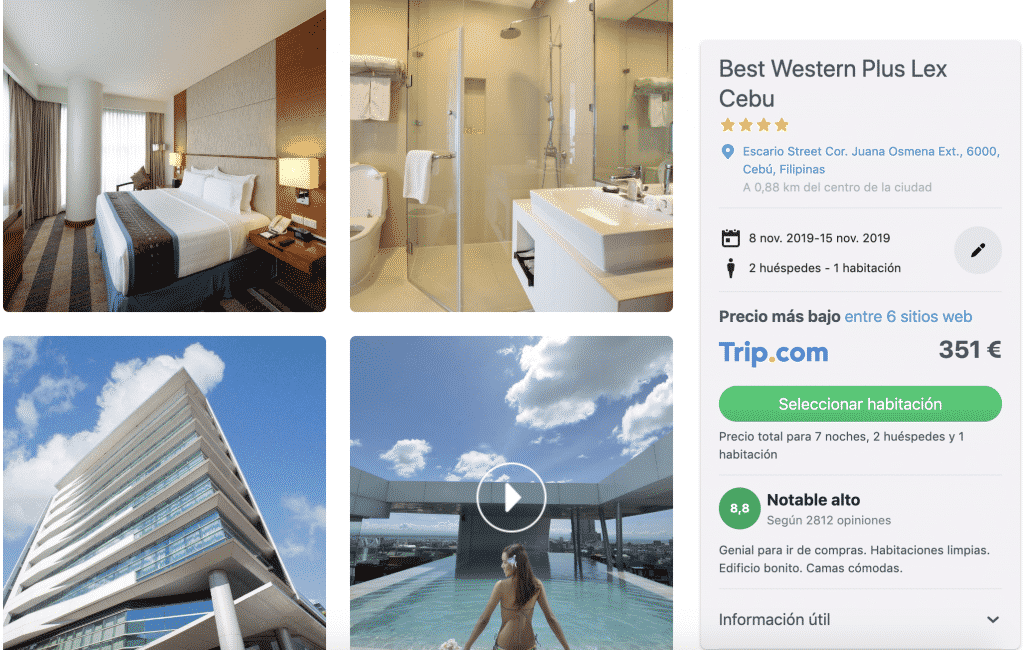 Best Western Plus Lex
Cebu
Escario Street Cor. Juana Osmena Ext., 6000,
Cebú, Filipinas
A 0,88 km del centro de la ciudad
8 nov. 2019-15 nov. 2019
2 huéspedes - 1 habitación
Precio más bajo entre 6 sitios web
Trip.com 351 €
Seleccionar habitación
Precio total para 7 noches, 2 huéspedes y 1
habitación
8,8 Notable alto
Según 2812 opiniones
Genial para ir de compras. Habitaciones limpias.
Edificio bonito. Camas cómodas.
Información útil